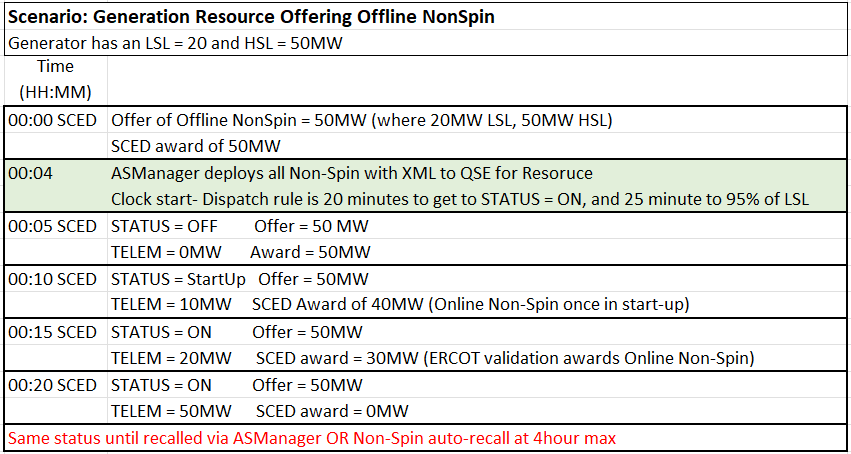 Scenario: Generation Resource Offering Offline NonSpin
Generator has an LSL = 20 and HSL = 50MW
Time
(HH:MM)
00:00 SCED Offer of Offline NonSpin = 50MW (where 20MW LSL, 50MW HSL)
SCED award of 50MW
00:04 ASManager deploys all Non-Spin with XML to QSE for Resoruce
Clock start- Dispatch rule is 20 minutes to get to STATUS = ON, and 25 minute to 95% of LSL
00:05 SCED STATUS = OFF Offer = 50 MW
TELEM = 0MW Award = 50MW
00:10 SCED STATUS = StartUp Offer = 50MW
TELEM = 10MW SCED Award of 40MW (Online Non-Spin once in start-up)
00:15 SCED STATUS = ON Offer = 50MW
TELEM = 20MW SCED award = 30MW (ERCOT validation awards Online Non-Spin)
00:20 SCED STATUS = ON Offer = 50MW
TELEM = 50MW SCED award = 0MW
Same status until recalled via ASManager OR Non-Spin auto-recall at 4hour max